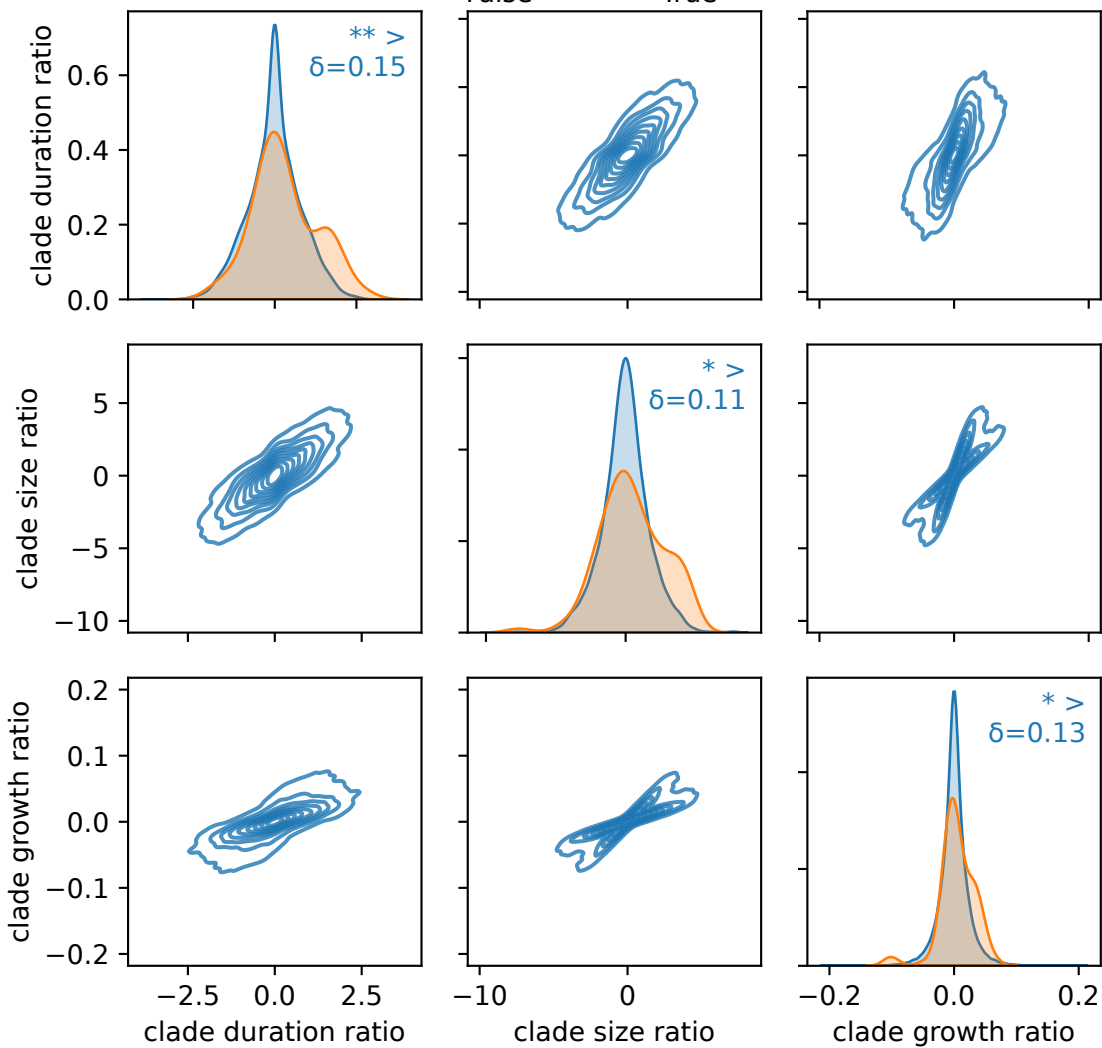 clade duration ratio
0.6
0.4
0.2
0.0
** >
δ=0.15
clade size ratio
5
0
−5
−10
* >
δ=0.11
clade growth ratio
0.2
0.1
0.0
−0.1
−0.2
* >
δ=0.13
−2.5
0.0
2.5
−10
0
−0.2
0.0
0.2
clade duration ratio
clade size ratio
clade growth ratio